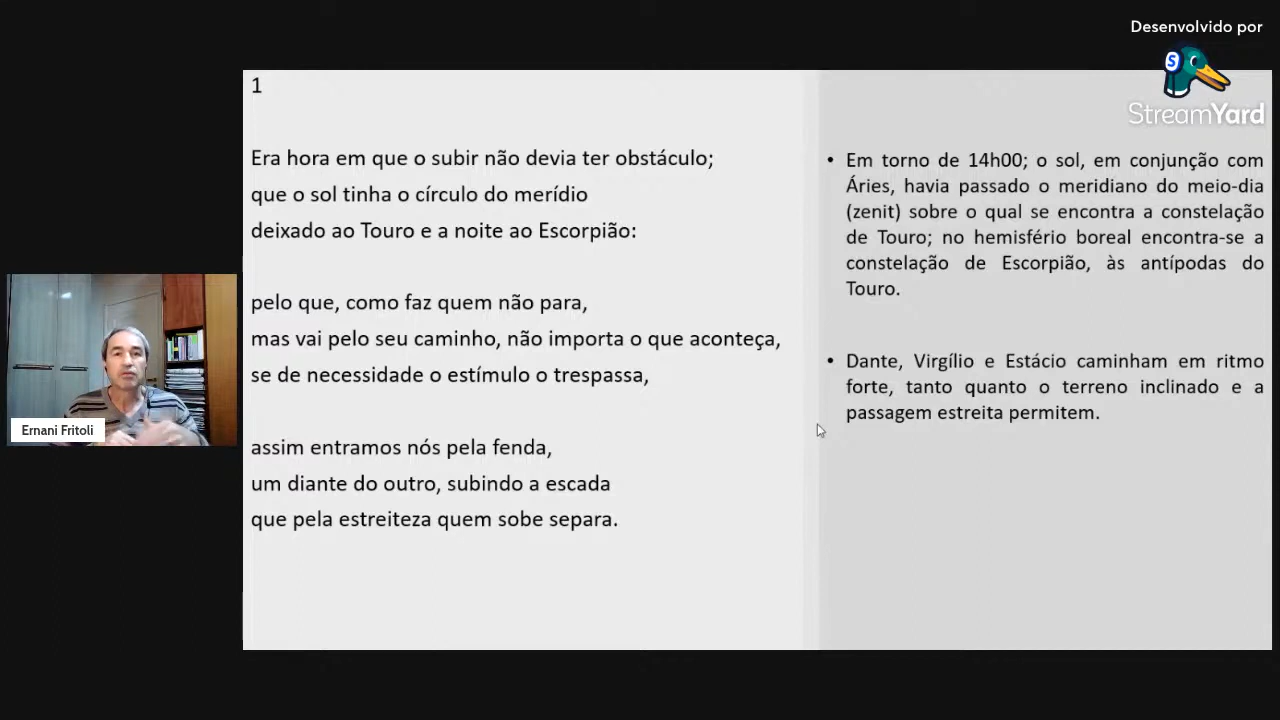 Desenvolvido por
S
StreamYard
1
Era hora em que o subir não devia ter obstáculo;
que o sol tinha o círculo do merídio
deixado ao Touro e a noite ao Escorpião:
pelo que, como faz quem não para,
mas vai pelo seu caminho, não importa o que aconteça,
se de necessidade o estímulo o trespassa,
assim entramos nós pela fenda,
um diante do outro, subindo a escada
que pela estreiteza quem sobe separa.
• Em torno de 14h00; o sol, em conjunção com
Áries, havia passado o meridiano do meio-dia
(zenit) sobre o qual se encontra a constelação
de Touro; no hemisfério boreal encontra-se a
constelação de Escorpião, às antípodas do
Touro.
• Dante, Virgílio e Estácio caminham em ritmo
forte, tanto quanto o terreno inclinado e a
passagem estreita permitem.
Ernani Fritoli